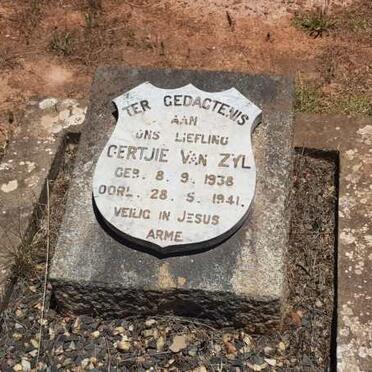 TER GEDACTENIS
AAN
ONS LIEFLING
GERTJIE VAN ZYL
GEB. 8. 9. 1938
OORL. 28. 5. 1941.
VEILIG IN JESUS
ARME